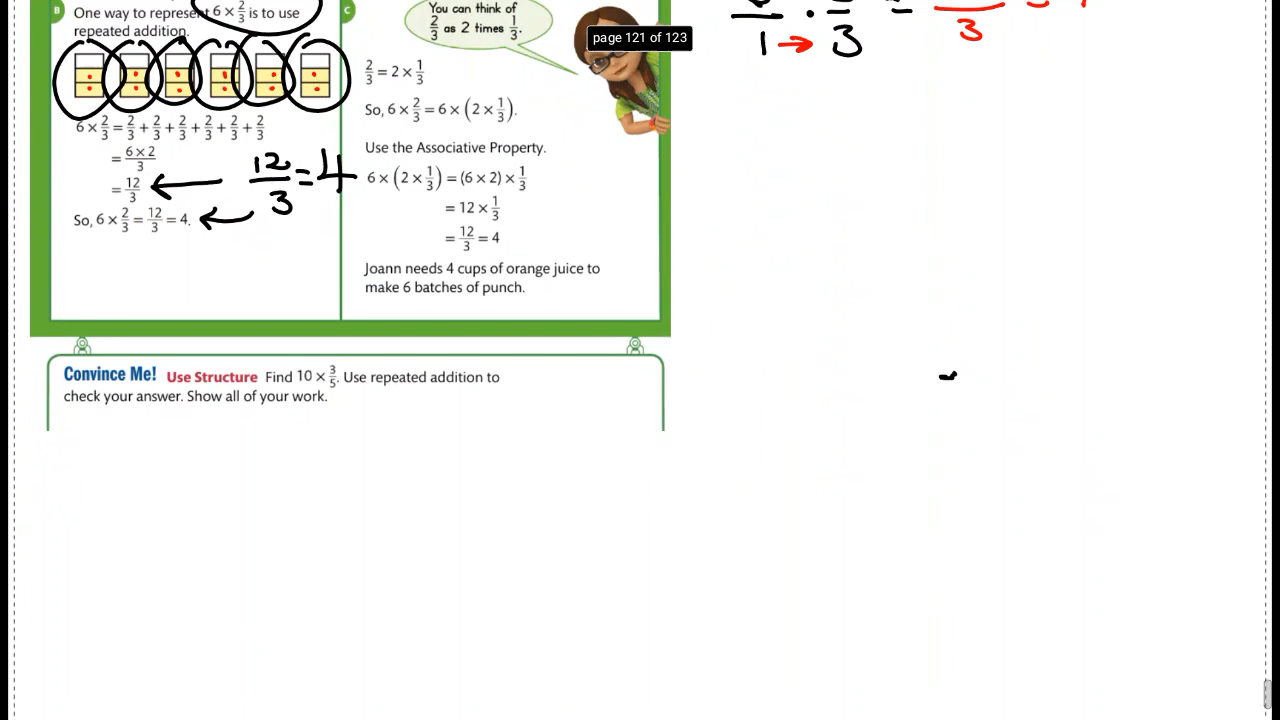 B One way to represent 6 × 2/3 is to use
repeated addition.
6 × 2/3 = 2/3 + 2/3 + 2/3 + 2/3 + 2/3 + 2/3
= 6 × 2/3
= 12/3
So, 6 × 2/3 = 12/3 = 4.
12/3 = 4
C
You can think of
2/3 as 2 times 1/3.
page 121 of 123
2/3 = 2 × 1/3
So, 6 × 2/3 = 6 × (2 × 1/3).
Use the Associative Property.
6 × (2 × 1/3) = (6 × 2) × 1/3
= 12 × 1/3
= 12/3 = 4
Joann needs 4 cups of orange juice to
make 6 batches of punch.
1 → 3
3
Convince Me! Use Structure Find 10 × 3/5. Use repeated addition to
check your answer. Show all of your work.